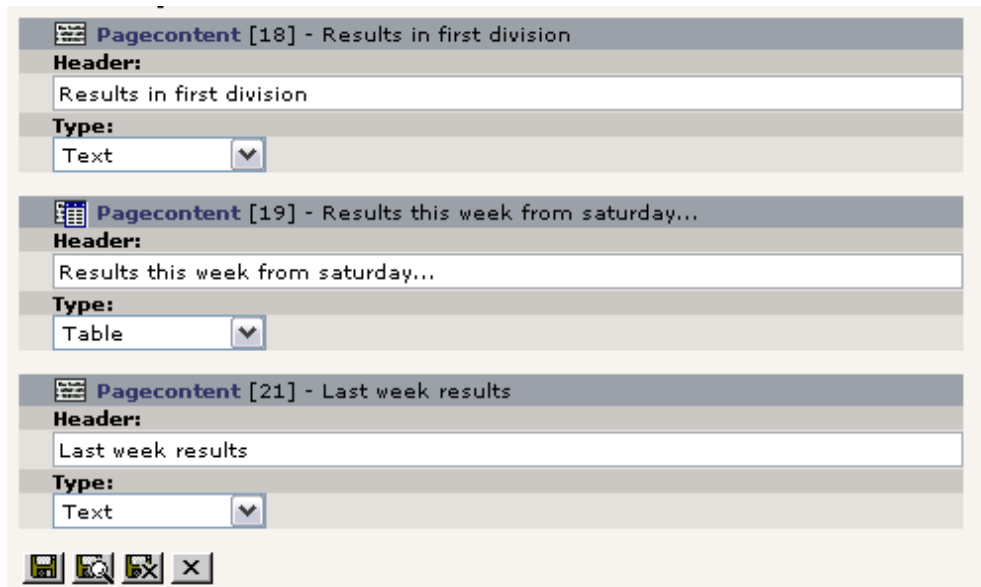 Pagecontent [18] - Results in first division
Header:
Results in first division
Type:
Text
Pagecontent [19] - Results this week from saturday...
Header:
Results this week from saturday...
Type:
Table
Pagecontent [21] - Last week results
Header:
Last week results
Type:
Text